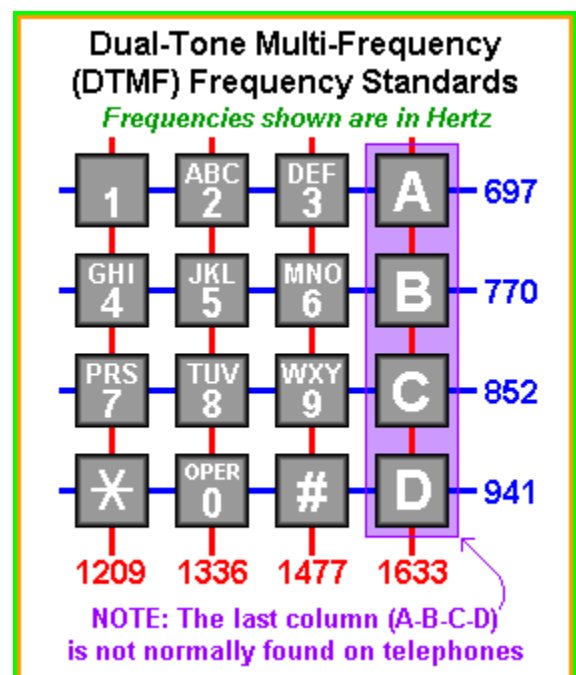 Dual-Tone Multi-Frequency
(DTMF) Frequency Standards
Frequencies shown are in Hertz
1 ABC 2 DEF 3 A 697
GHI 4 JKL 5 MNO 6 B 770
PRS 7 TUV 8 WXY 9 C 852
* OPER 0 # D 941
1209 1336 1477 1633
NOTE: The last column (A-B-C-D)
is not normally found on telephones